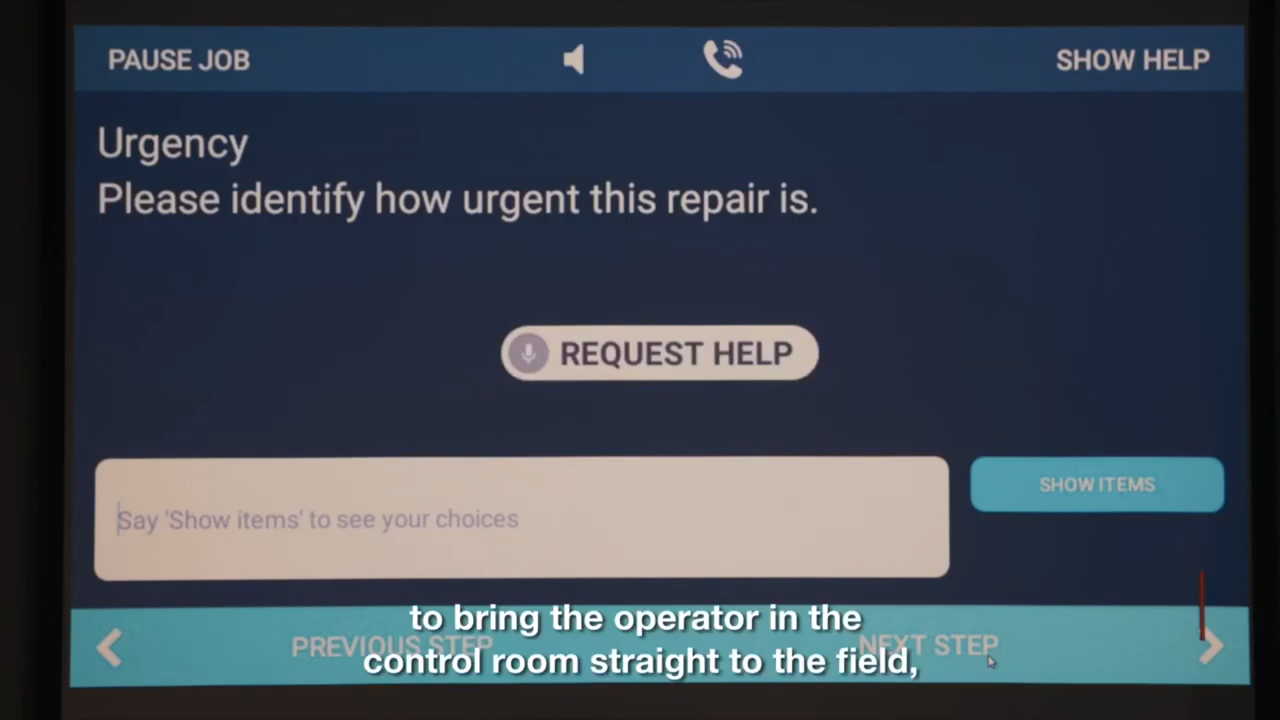 PAUSE JOB
SHOW HELP
Urgency
Please identify how urgent this repair is.
REQUEST HELP
Say 'Show items' to see your choices
SHOW ITEMS
PREVIOUS STEP
NEXT STEP
to bring the operator in the
control room straight to the field,